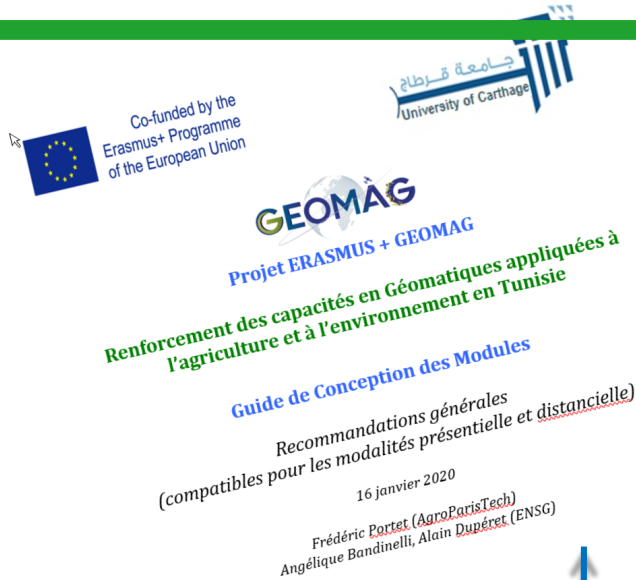 جامعة قرطاج
University of Carthage
Co-funded by the
Erasmus+ Programme
of the European Union
GEOMAG
Projet ERASMUS + GEOMAG
Renforcement des capacités en Géomatiques appliquées à
l'agriculture et à l'environnement en Tunisie
Guide de Conception des Modules
Recommandations générales
(compatibles pour les modalités présentielle et distancielle)
16 janvier 2020
Frédéric Portet (AgroParisTech)
Angélique Bandinelli, Alain Dupéret (ENSG)